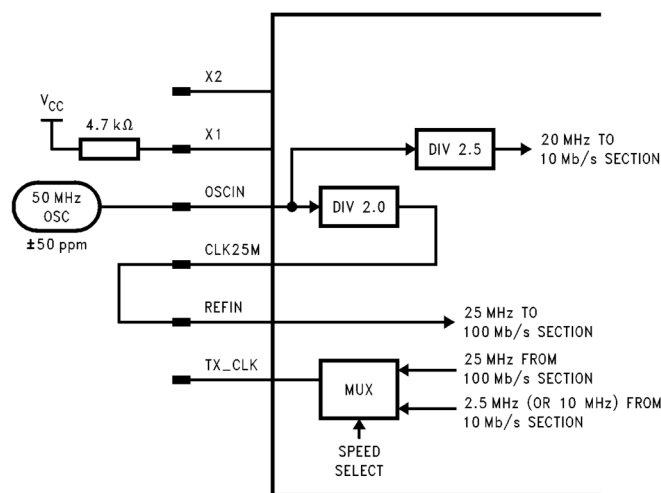 X2
V_CC
4.7 kΩ
X1
20 MHz TO
10 Mb/s SECTION
DIV 2.5
50 MHz
OSC
±50 ppm
OSCIN
DIV 2.0
CLK25M
REFIN
25 MHz TO
100 Mb/s SECTION
TX_CLK
MUX
25 MHz FROM
100 Mb/s SECTION
2.5 MHz (OR 10 MHz) FROM
10 Mb/s SECTION
SPEED
SELECT